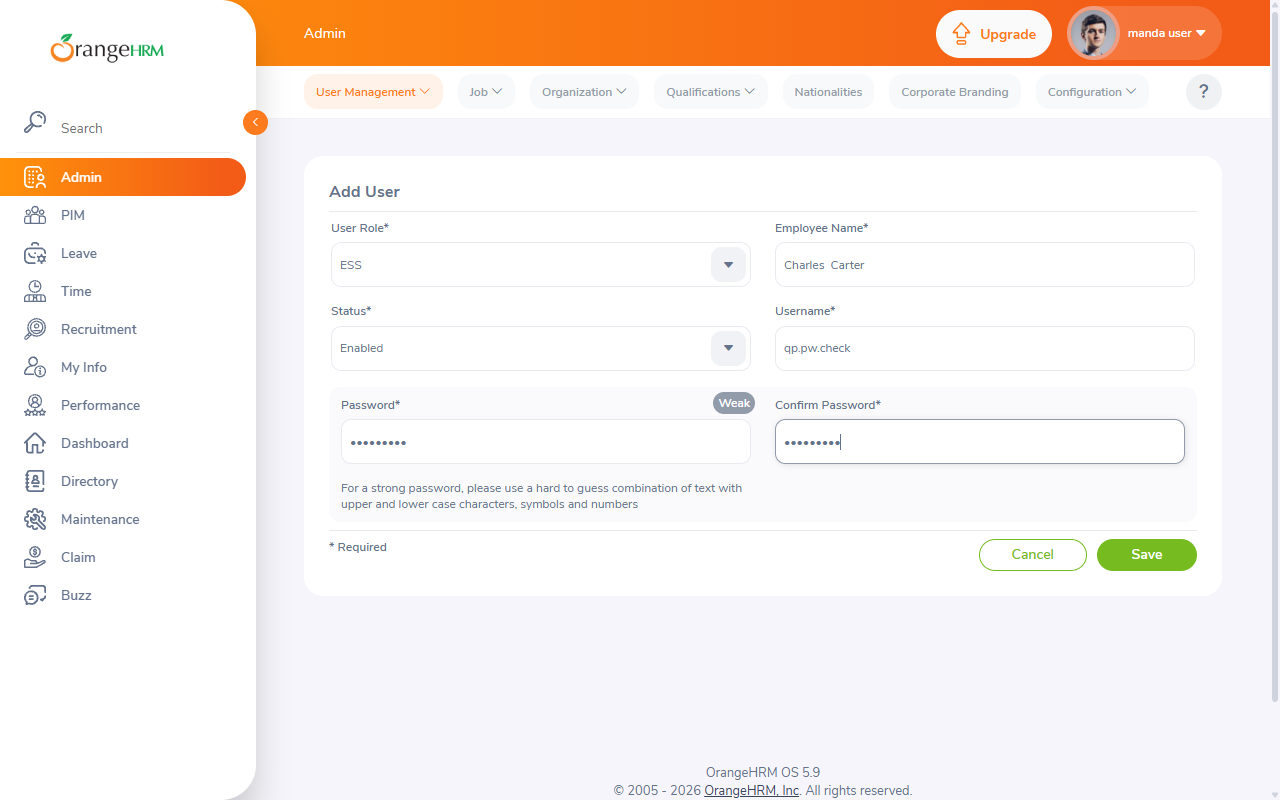 OrangeHRM
Admin
Upgrade
manda user
User Management
Job
Organization
Qualifications
Nationalities
Corporate Branding
Configuration
?
Search
Admin
PIM
Leave
Time
Recruitment
My Info
Performance
Dashboard
Directory
Maintenance
Claim
Buzz
Add User
User Role*
Employee Name*
ESS
Charles  Carter
Status*
Username*
Enabled
qp.pw.check
Password*
Weak
Confirm Password*
•••••••••
•••••••••
For a strong password, please use a hard to guess combination of text with
upper and lower case characters, symbols and numbers
* Required
Cancel
Save
OrangeHRM OS 5.9
© 2005 - 2026 OrangeHRM, Inc. All rights reserved.